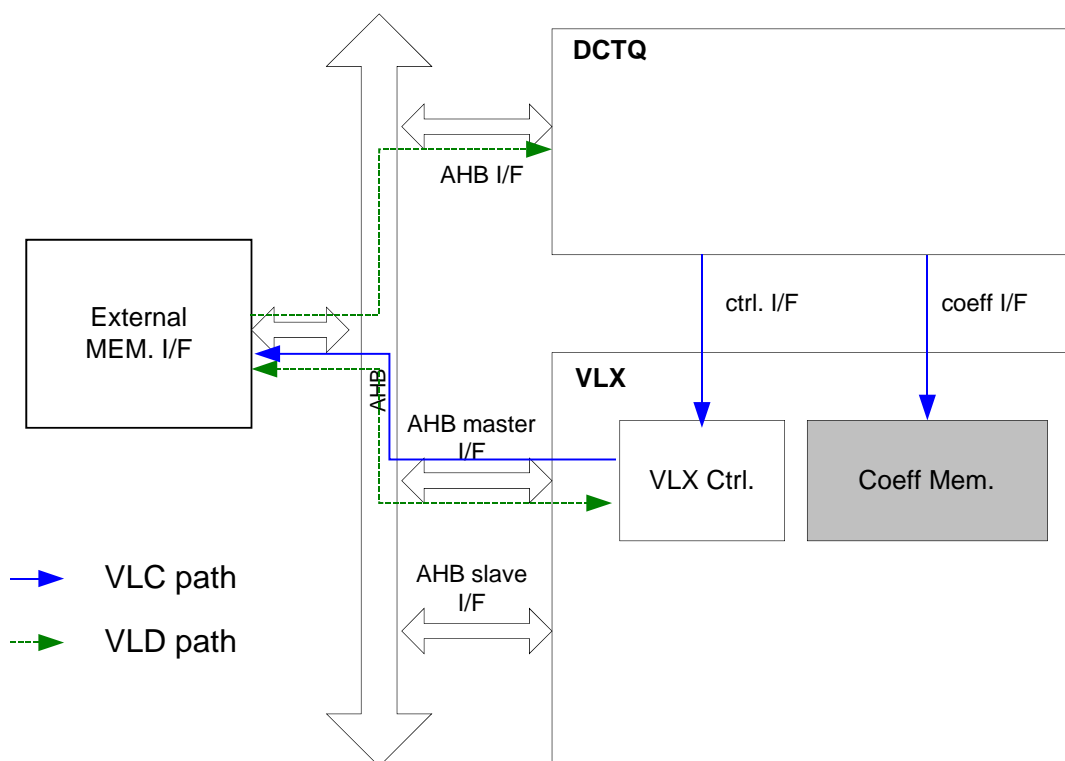 DCTQ
AHB I/F
ctrl. I/F
coeff I/F
External
MEM. I/F
AHB
VLX
AHB master
I/F
VLX Ctrl.
Coeff Mem.
AHB slave
I/F
VLC path
VLD path